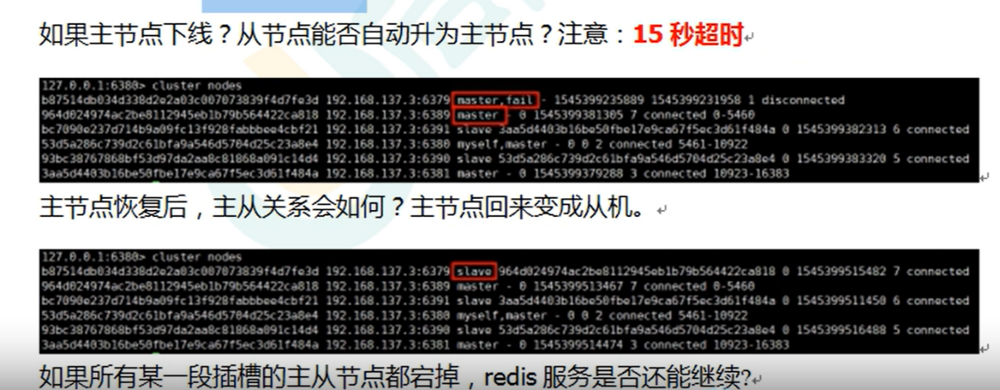 如果主节点下线？从节点能否自动升为主节点？注意：15 秒超时
127.0.0.1:6380> cluster nodes
b87514db034d338d2e2a03c007073839f4d7fe3d 192.168.137.3:6379 master,fail - 1545399235889 1545399231958 1 disconnected
964d024974ac2be8112945eb1b79b564422ca818 192.168.137.3:6389 master - 0 1545399381305 7 connected 0-5460
bc7090e237d714b9a09fc13f928fabbbee4cbf21 192.168.137.3:6391 slave 3aa5d4403b16be50fbe17e9ca67f5ec3d61f484a 0 1545399382313 6 connected
53d5a286c739d2c61bfa9a546d5704d25c23a8e4 192.168.137.3:6380 myself,master - 0 0 2 connected 5461-10922
93bc38767868bf53d97da2aa8c81868a091c14d4 192.168.137.3:6390 slave 53d5a286c739d2c61bfa9a546d5704d25c23a8e4 0 1545399383320 5 connected
3aa5d4403b16be50fbe17e9ca67f5ec3d61f484a 192.168.137.3:6381 master - 0 1545399379288 3 connected 10923-16383
主节点恢复后，主从关系会如何？主节点回来变成从机。
127.0.0.1:6380> cluster nodes
b87514db034d338d2e2a03c007073839f4d7fe3d 192.168.137.3:6379 slave 964d024974ac2be8112945eb1b79b564422ca818 0 1545399515482 7 connected
964d024974ac2be8112945eb1b79b564422ca818 192.168.137.3:6389 master - 0 1545399513467 7 connected 0-5460
bc7090e237d714b9a09fc13f928fabbbee4cbf21 192.168.137.3:6391 slave 3aa5d4403b16be50fbe17e9ca67f5ec3d61f484a 0 1545399511450 6 connected
53d5a286c739d2c61bfa9a546d5704d25c23a8e4 192.168.137.3:6380 myself,master - 0 0 2 connected 5461-10922
93bc38767868bf53d97da2aa8c81868a091c14d4 192.168.137.3:6390 slave 53d5a286c739d2c61bfa9a546d5704d25c23a8e4 0 1545399516488 5 connected
3aa5d4403b16be50fbe17e9ca67f5ec3d61f484a 192.168.137.3:6381 master - 0 1545399514474 3 connected 10923-16383
如果所有某一段插槽的主从节点都宕掉，redis 服务是否还能继续?